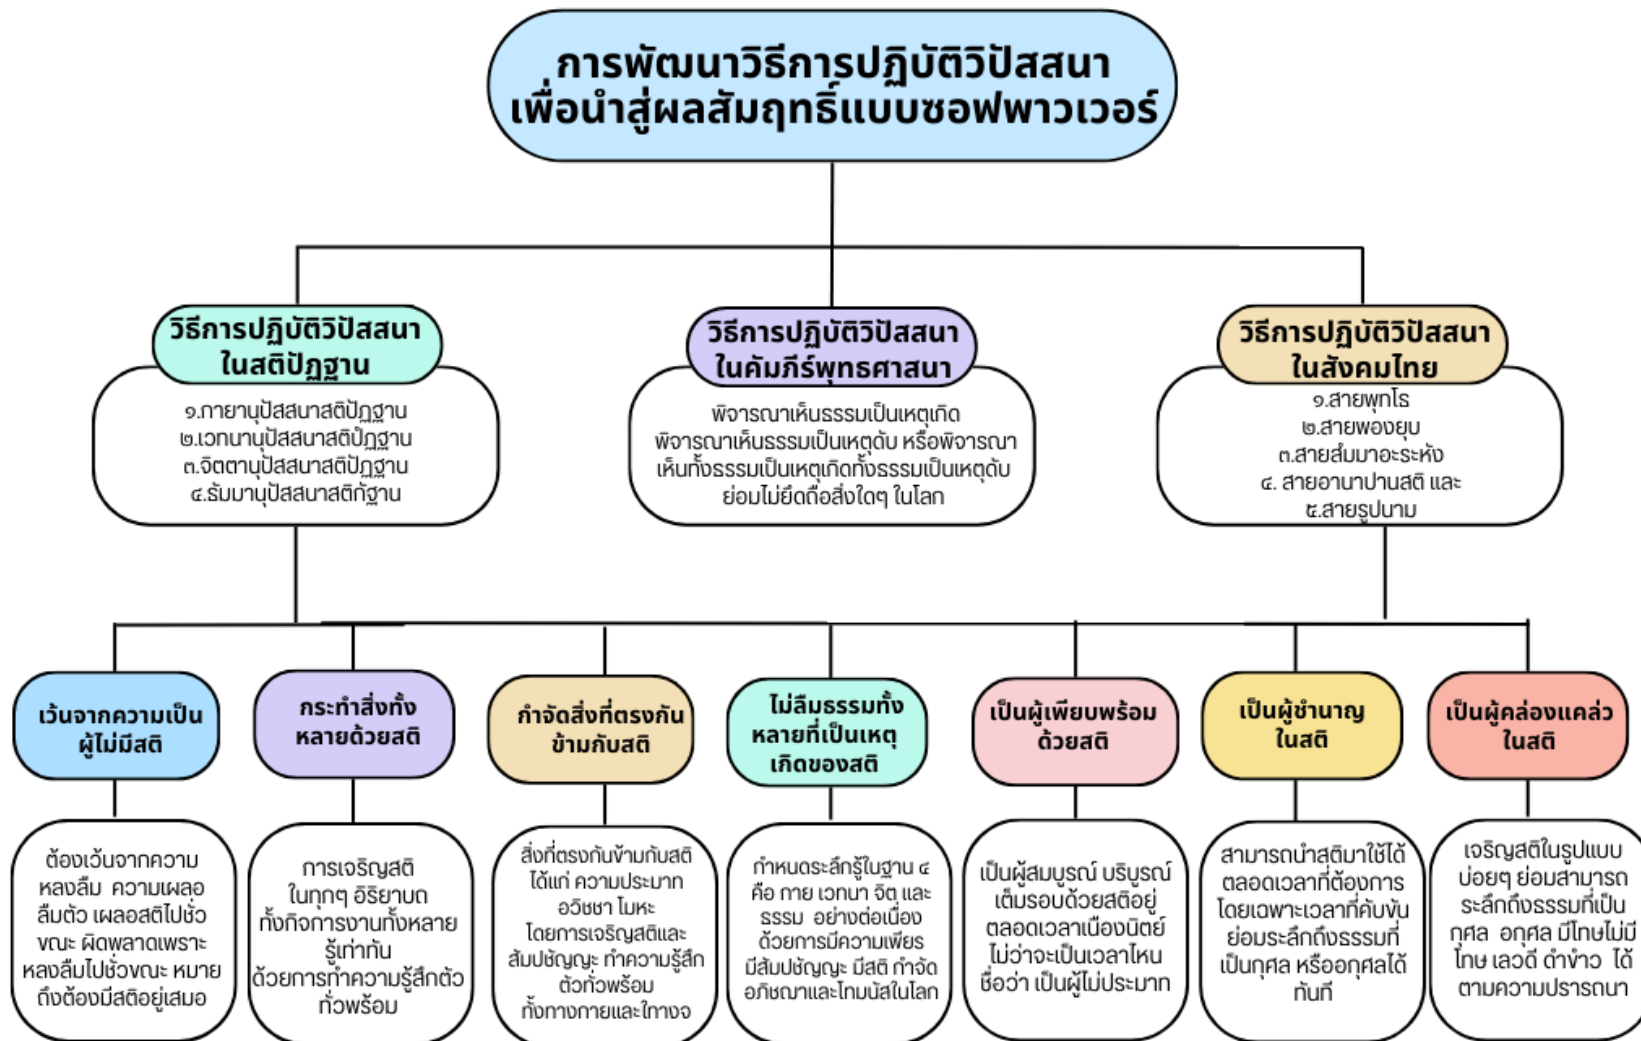 การพัฒนาวิธีการปฏิบัติวิปัสสนา
เพื่อนำสู่ผลสัมฤทธิ์แบบซอฟพาวเวอร์
วิธีการปฏิบัติวิปัสสนา
ในสติปัฏฐาน
๑.กายานุปัสสนาสติปัฏฐาน
๒.เวทนานุปัสสนาสติปัฏฐาน
๓.จิตตานุปัสสนาสติปัฏฐาน
๔.ธัมมานุปัสสนาสติกัฐาน
วิธีการปฏิบัติวิปัสสนา
ในคัมภีร์พุทธศาสนา
พิจารณาเห็นธรรมเป็นเหตุเกิด
พิจารณาเห็นธรรมเป็นเหตุดับ หรือพิจารณา
เห็นทั้งธรรมเป็นเหตุเกิดทั้งธรรมเป็นเหตุดับ
ย่อมไม่ยึดถือสิ่งใดๆ ในโลก
วิธีการปฏิบัติวิปัสสนา
ในสังคมไทย
๑.สายพุทโธ
๒.สายพองยุบ
๓.สายสัมมาอะระหัง
๔. สายอานาปานสติ และ
๕.สายรูปนาม
เว้นจากความเป็น
ผู้ไม่มีสติ
ต้องเว้นจากความ
หลงลืม ความเผลอ
ลืมตัว เผลอสติไปชั่ว
ขณะ ผิดพลาดเพราะ
หลงลืมไปชั่วขณะ หมาย
ถึงต้องมีสติอยู่เสมอ
กระทำสิ่งทั้ง
หลายด้วยสติ
การเจริญสติ
ในทุกๆ อิริยาบถ
ทั้งกิจการงานทั้งหลาย
รู้เท่าทัน
ด้วยการทำความรู้สึกตัว
ทั่วพร้อม
กำจัดสิ่งที่ตรงกัน
ข้ามกับสติ
สิ่งที่ตรงกันข้ามกับสติ
ได้แก่ ความประมาท
อวิชชา โมหะ
โดยการเจริญสติและ
สัมปชัญญะ ทำความรู้สึก
ตัวทั่วพร้อม
ทั้งทางกายและใทางจ
ไม่ลืมธรรมทั้ง
หลายที่เป็นเหตุ
เกิดของสติ
กำหนดระลึกรู้ในฐาน ๔
คือ กาย เวทนา จิต และ
ธรรม อย่างต่อเนื่อง
ด้วยการมีความเพียร
มีสัมปชัญญะ มีสติ กำจัด
อภิชฌาและโทมนัสในโลก
เป็นผู้เพียบพร้อม
ด้วยสติ
เป็นผู้สมบูรณ์ บริบูรณ์
เต็มรอบด้วยสติอยู่
ตลอดเวลาเนืองนิตย์
ไม่ว่าจะเป็นเวลาไหน
ชื่อว่า เป็นผู้ไม่ประมาท
เป็นผู้ชำนาญ
ในสติ
สามารถนำสติมาใช้ได้
ตลอดเวลาที่ต้องการ
โดยเฉพาะเวลาที่คับขัน
ย่อมระลึกถึงธรรมที่
เป็นกุศล หรืออกุศลได้
ทันที
เป็นผู้คล่องแคล่ว
ในสติ
เจริญสติในรูปแบบ
บ่อยๆ ย่อมสามารถ
ระลึกถึงธรรมที่เป็น
กุศล อกุศล มีโทษไม่มี
โทษ เลวดี ดำขาว ได้
ตามความปรารถนา